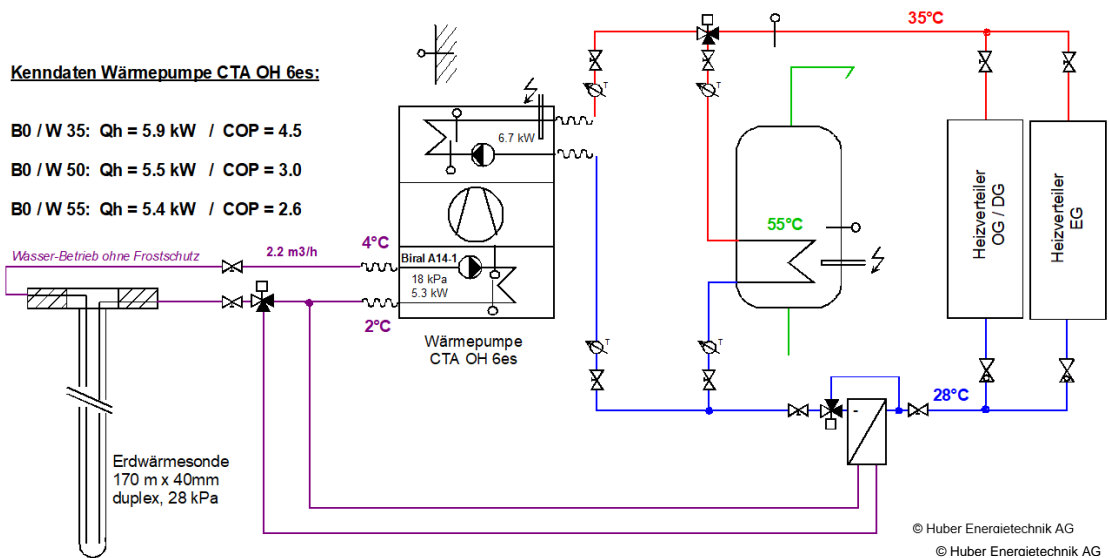 35°C
Kenndaten Wärmepumpe CTA OH 6es:
B0 / W 35: Qh = 5.9 kW / COP = 4.5
B0 / W 50: Qh = 5.5 kW / COP = 3.0
B0 / W 55: Qh = 5.4 kW / COP = 2.6
T
T
6.7 kW
55°C
Heizverteiler
OG / DG
Heizverteiler
EG
Wasser-Betrieb ohne Frostschutz
2.2 m3/h
4°C
Biral A14-1
18 kPa
5.3 kW
2°C
Wärmepumpe
CTA OH 6es
T
T
28°C
-
Erdwärmesonde
170 m x 40mm
duplex, 28 kPa
© Huber Energietechnik AG
© Huber Energietechnik AG